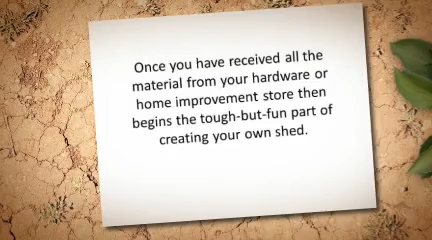 Once you have received all the
material from your hardware or
home improvement store then
begins the tough-but-fun part of
creating your own shed.